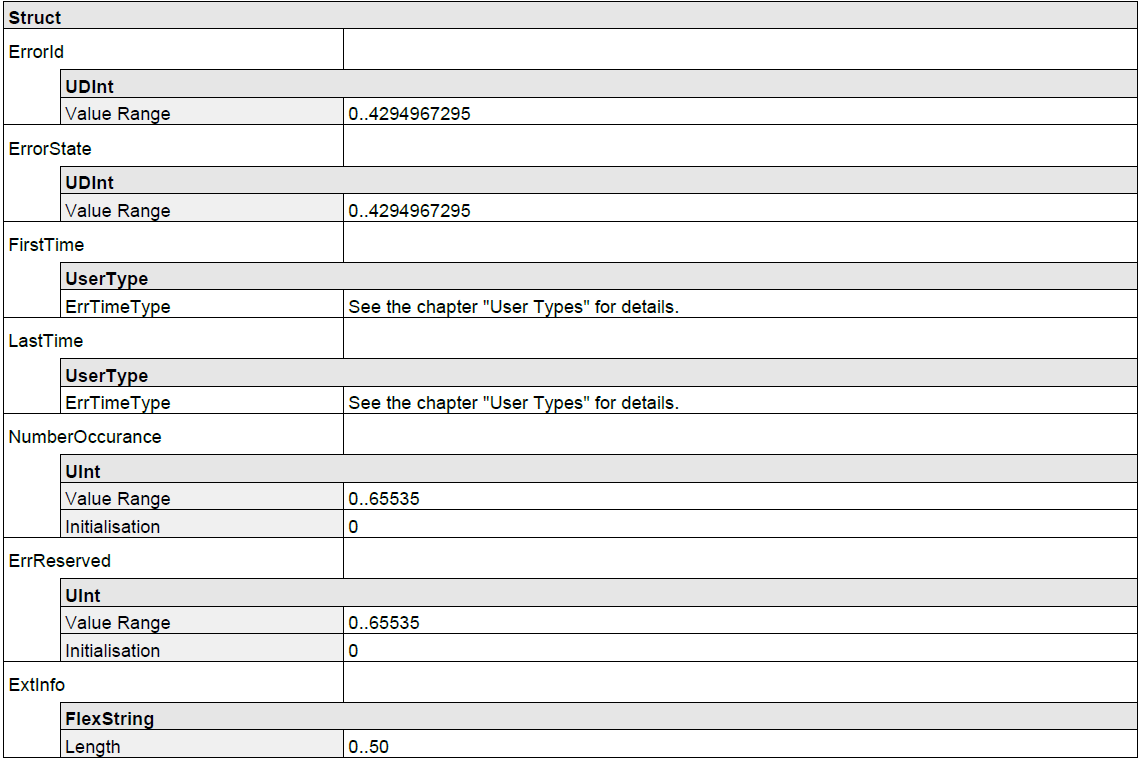 Struct
ErrorId
UDInt
Value Range 0..4294967295
ErrorState
UDInt
Value Range 0..4294967295
FirstTime
UserType
ErrTimeType See the chapter "User Types" for details.
LastTime
UserType
ErrTimeType See the chapter "User Types" for details.
NumberOccurance
UInt
Value Range 0..65535
Initialisation 0
ErrReserved
UInt
Value Range 0..65535
Initialisation 0
ExtInfo
FlexString
Length 0..50